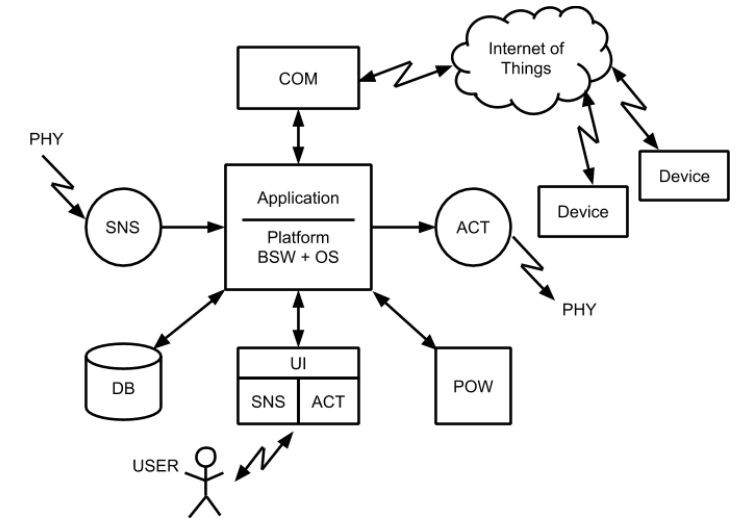 Internet of
Things
COM
PHY
Device
Application
Device
SNS
Platform
BSW + OS
ACT
PHY
UI
DB
SNS
ACT
POW
USER